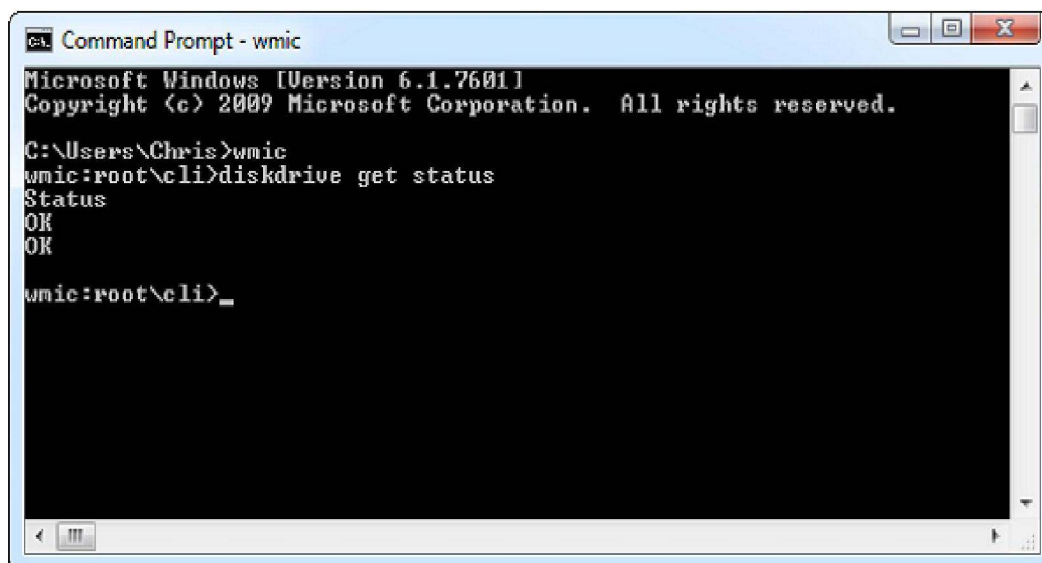 Command Prompt - wmic
Microsoft Windows [Version 6.1.7601]
Copyright (c) 2009 Microsoft Corporation.  All rights reserved.
C:\Users\Chris>wmic
wmic:root\cli>diskdrive get status
Status
OK
OK
wmic:root\cli>_